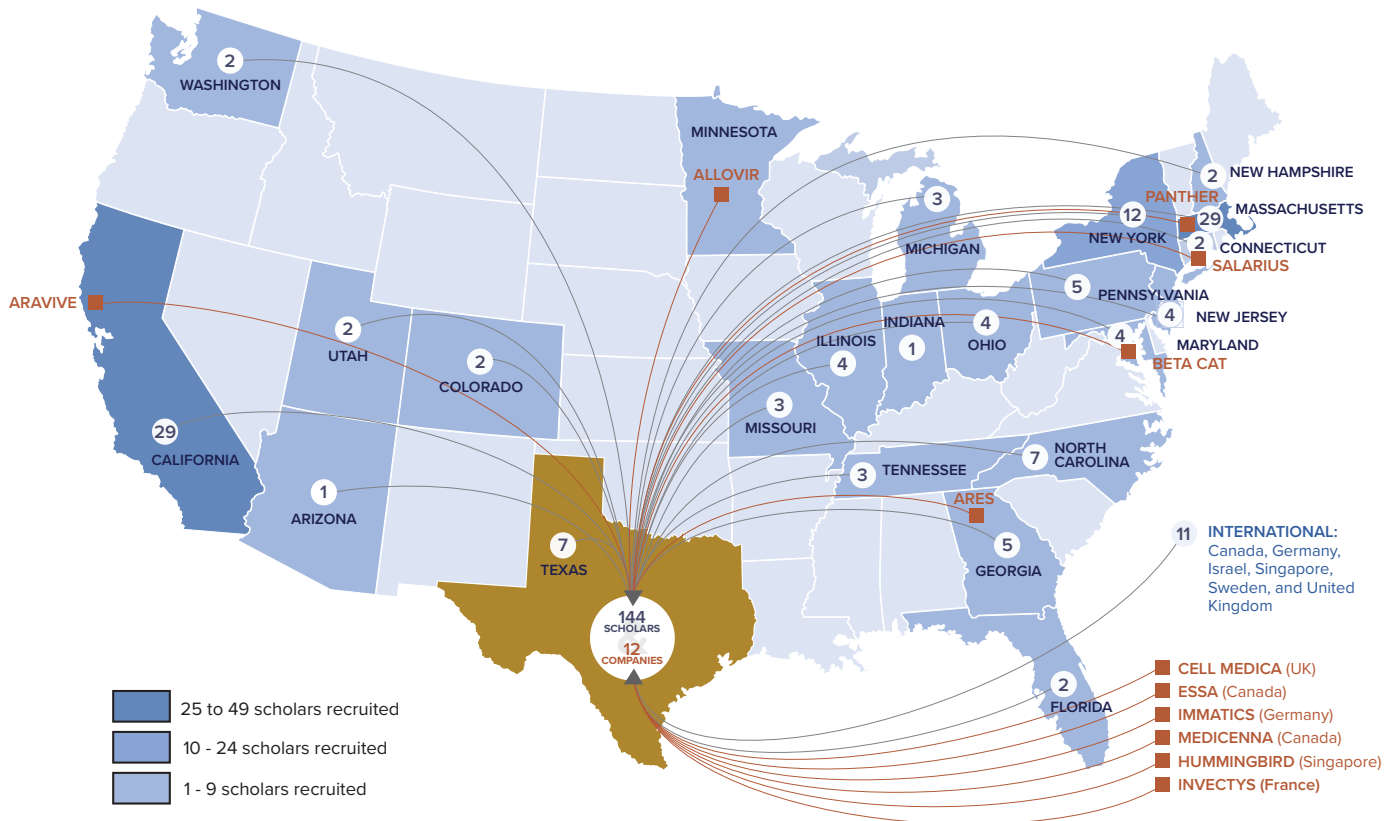 2
WASHINGTON
MINNESOTA
ALLOVIR
3
MICHIGAN
2
NEW HAMPSHIRE
PANTHER
29
MASSACHUSETTS
12
NEW YORK
2
CONNECTICUT
SALARIUS
5
PENNSYLVANIA
4
NEW JERSEY
4
MARYLAND
BETA CAT
ARAVIVE
2
UTAH
2
COLORADO
ILLINOIS
4
INDIANA
1
4
OHIO
3
MISSOURI
29
CALIFORNIA
1
ARIZONA
3
TENNESSEE
7
NORTH
CAROLINA
ARES
5
GEORGIA
7
TEXAS
144
SCHOLARS
&
12
COMPANIES
2
FLORIDA
11
INTERNATIONAL:
Canada, Germany,
Israel, Singapore,
Sweden, and United
Kingdom
CELL MEDICA (UK)
ESSA (Canada)
IMMATICS (Germany)
MEDICENNA (Canada)
HUMMINGBIRD (Singapore)
INVECTYS (France)
25 to 49 scholars recruited
10 - 24 scholars recruited
1 - 9 scholars recruited